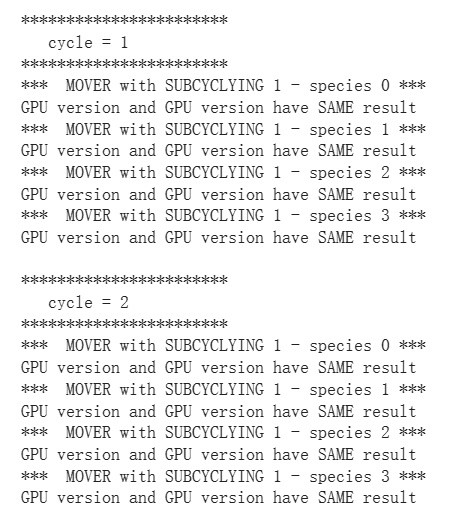 ***********************
cycle = 1
***********************
***  MOVER with SUBCYCLYING 1 - species 0 ***
GPU version and GPU version have SAME result
***  MOVER with SUBCYCLYING 1 - species 1 ***
GPU version and GPU version have SAME result
***  MOVER with SUBCYCLYING 1 - species 2 ***
GPU version and GPU version have SAME result
***  MOVER with SUBCYCLYING 1 - species 3 ***
GPU version and GPU version have SAME result
***********************
cycle = 2
***********************
***  MOVER with SUBCYCLYING 1 - species 0 ***
GPU version and GPU version have SAME result
***  MOVER with SUBCYCLYING 1 - species 1 ***
GPU version and GPU version have SAME result
***  MOVER with SUBCYCLYING 1 - species 2 ***
GPU version and GPU version have SAME result
***  MOVER with SUBCYCLYING 1 - species 3 ***
GPU version and GPU version have SAME result